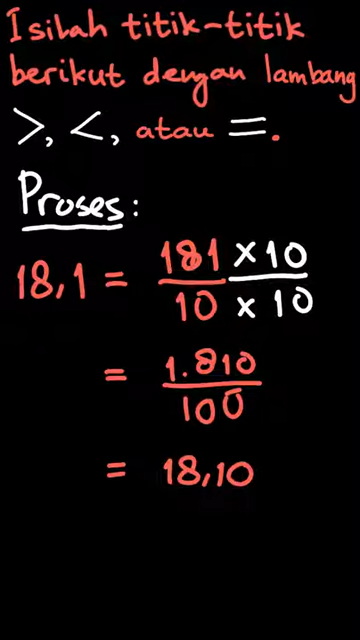 Isilah titik-titik
berikut dengan lambang
>, <, atau =.
Proses:
18,1 = 181 × 10
10 × 10
= 1.810
100
= 18,10